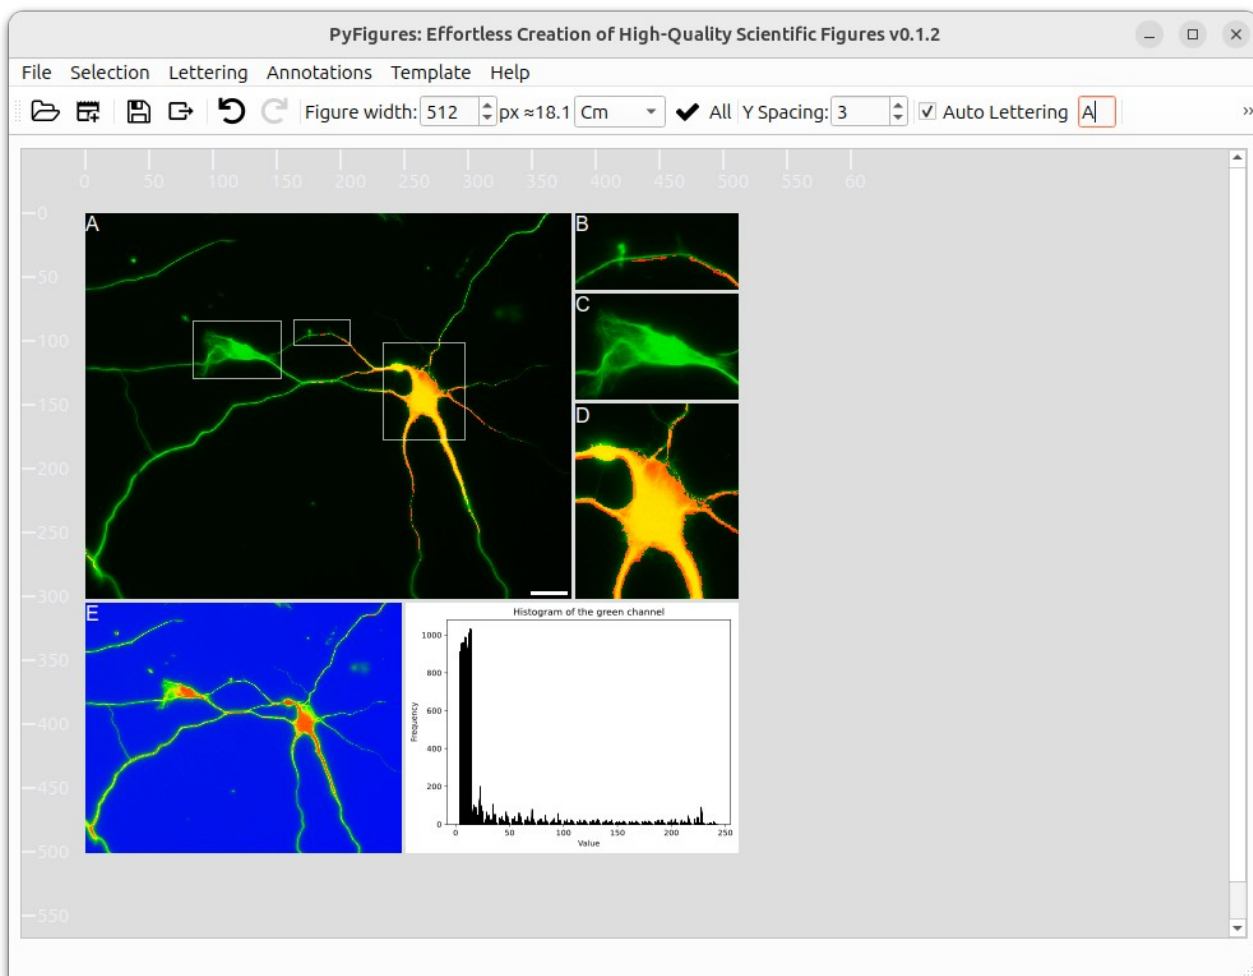 PyFigures: Effortless Creation of High-Quality Scientific Figures v0.1.2
File Selection Lettering Annotations Template Help
Figure width: 512 px ≈18.1 Cm All Y Spacing: 3 Auto Lettering A »
0 50 100 150 200 250 300 350 400 450 500 550 60
0
50
100
150
200
250
300
350
400
450
500
550
A
B
C
D
E
Histogram of the green channel
1000
800
600
400
200
0
Frequency
0 50 100 150 200 250
Value